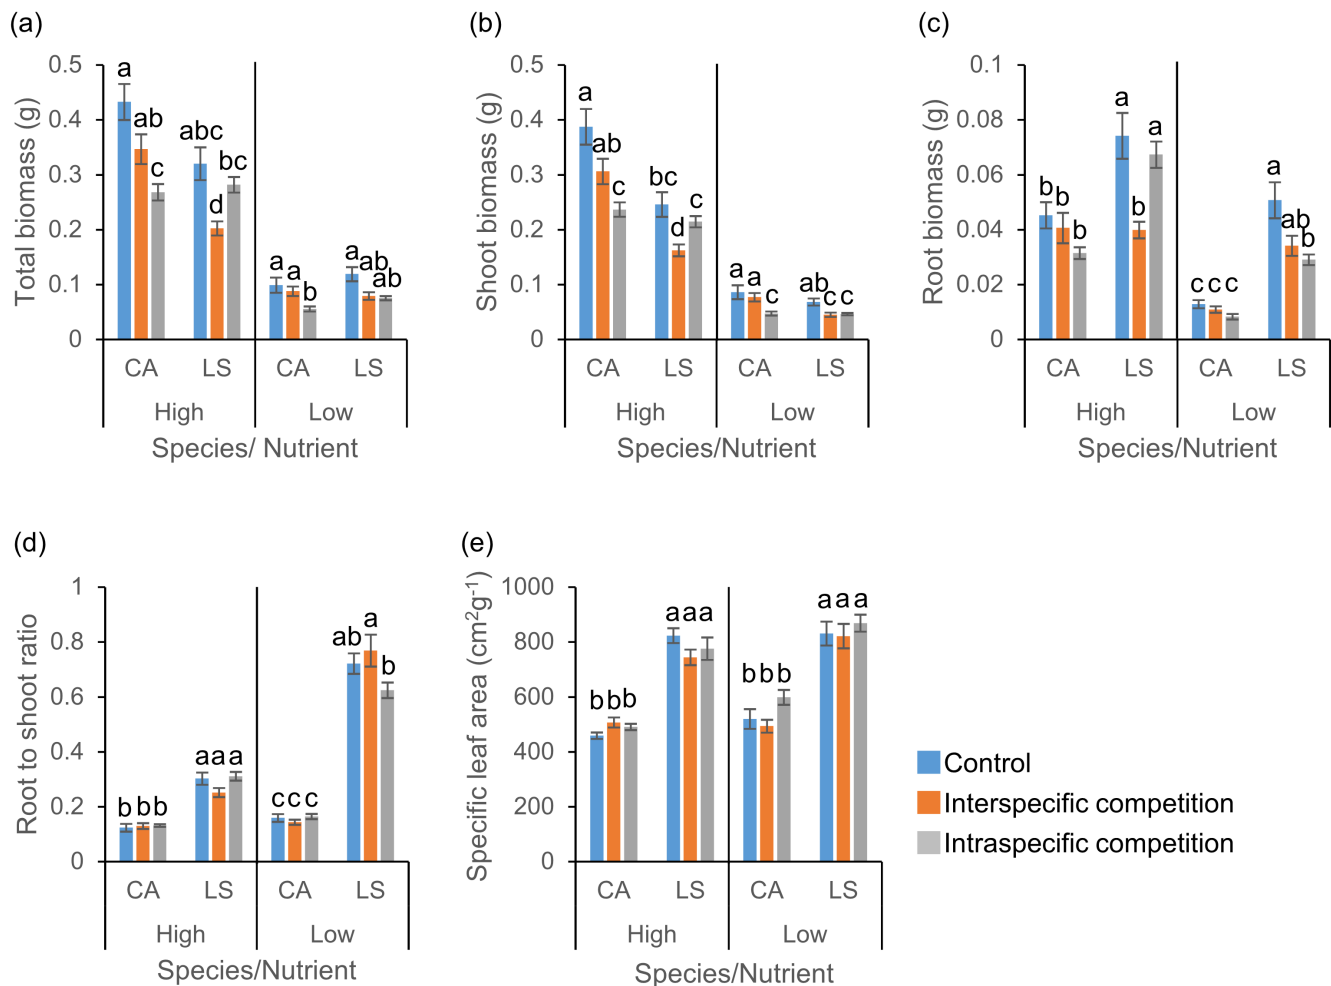 (a)
Total biomass (g)
0.5
0.4
0.3
0.2
0.1
0
a
ab
c
abc
d
bc
a
a
b
a
ab
ab
CA
LS
CA
LS
High
Low
Species/ Nutrient
(b)
Shoot biomass (g)
0.5
0.4
0.3
0.2
0.1
0
a
ab
c
bc
d
c
a
a
c
ab
c
c
CA
LS
CA
LS
High
Low
Species/Nutrient
(c)
Root biomass (g)
0.1
0.08
0.06
0.04
0.02
0
b
b
b
a
b
a
c
c
c
a
ab
b
CA
LS
CA
LS
High
Low
Species/Nutrient
(d)
Root to shoot ratio
1
0.8
0.6
0.4
0.2
0
b
b
b
a
a
a
c
c
c
ab
a
b
CA
LS
CA
LS
High
Low
Species/Nutrient
(e)
Specific leaf area (cm²g⁻¹)
1000
800
600
400
200
0
b
b
b
a
a
a
b
b
b
a
a
a
CA
LS
CA
LS
High
Low
Species/Nutrient
Control
Interspecific competition
Intraspecific competition